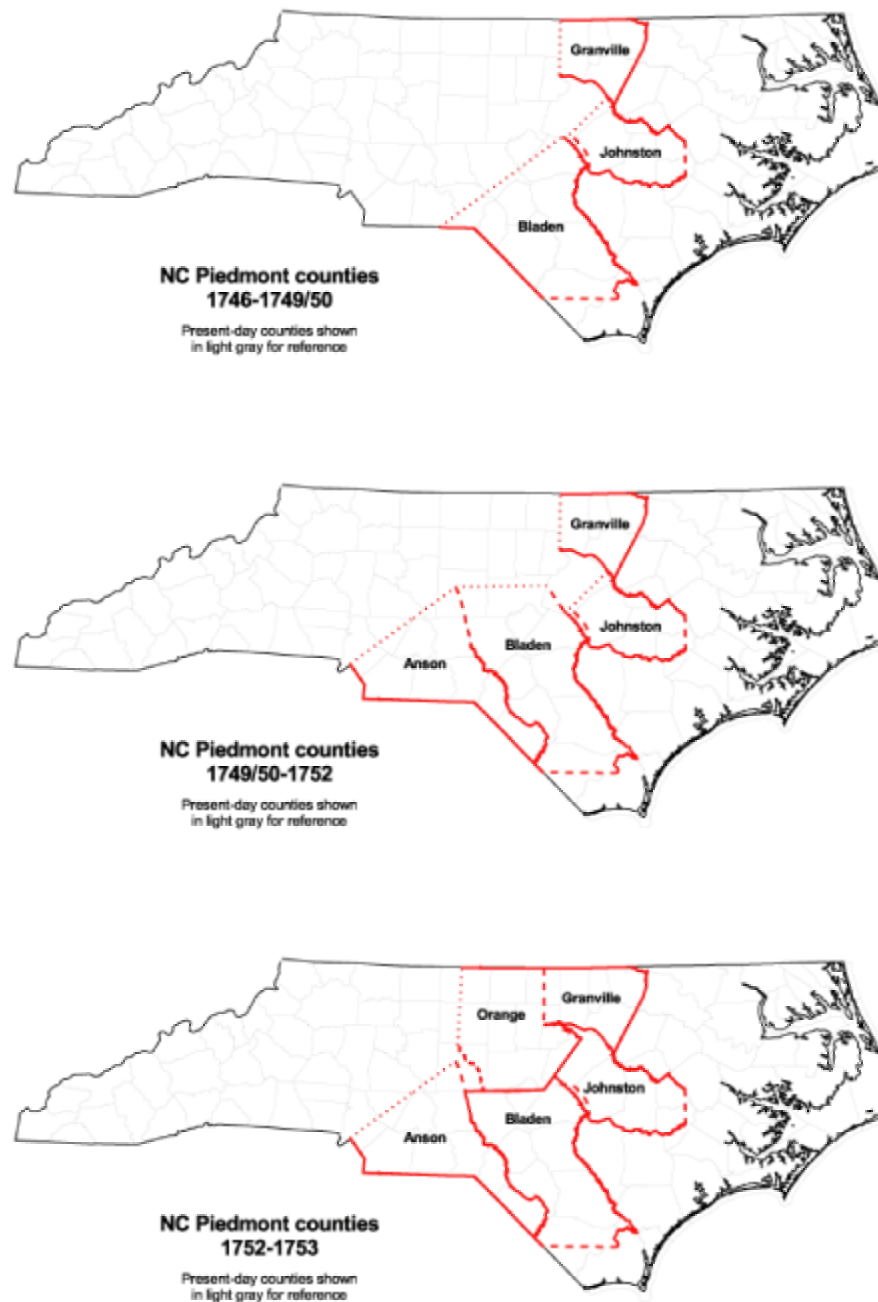 Granville
Johnston
Bladen
NC Piedmont counties
1746-1749/50
Present-day counties shown
in light gray for reference
Granville
Johnston
Bladen
Anson
NC Piedmont counties
1749/50-1752
Present-day counties shown
in light gray for reference
Granville
Orange
Johnston
Bladen
Anson
NC Piedmont counties
1752-1753
Present-day counties shown
in light gray for reference